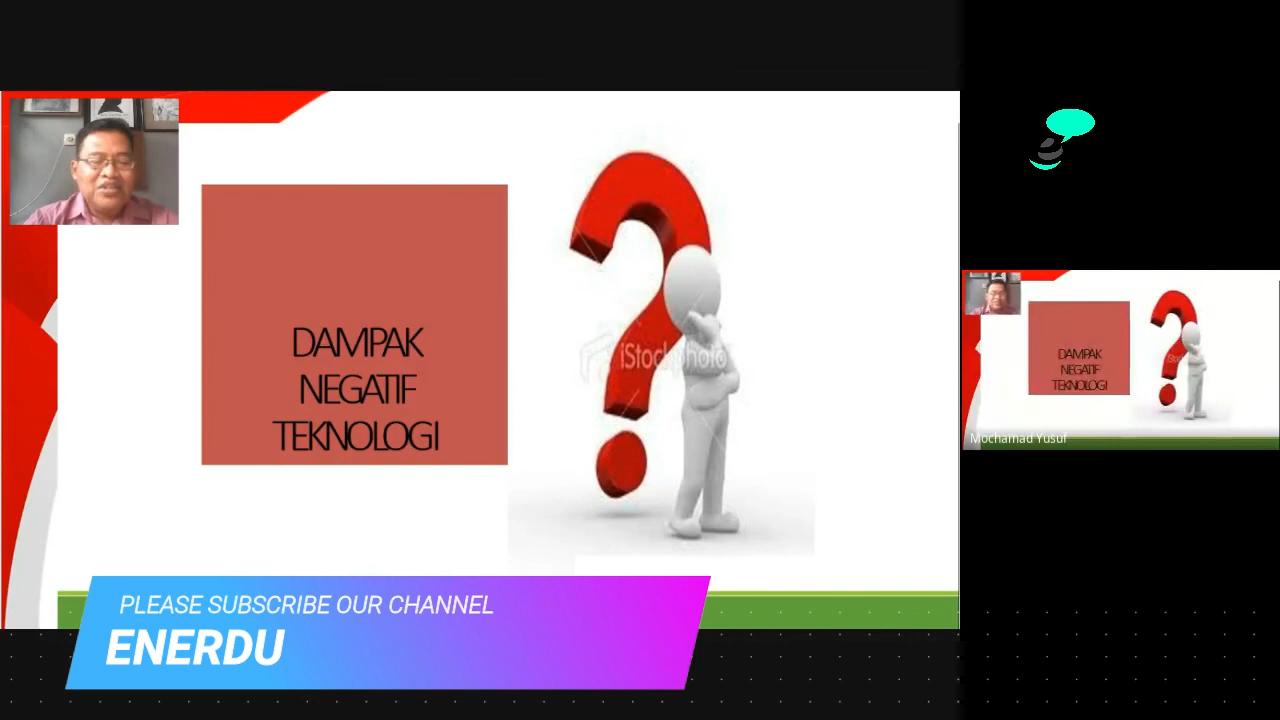 DAMPAK
NEGATIF
TEKNOLOGI
iStockphoto
PLEASE SUBSCRIBE OUR CHANNEL
ENERDU
DAMPAK
NEGATIF
TEKNOLOGI
Mochamad Yusuf